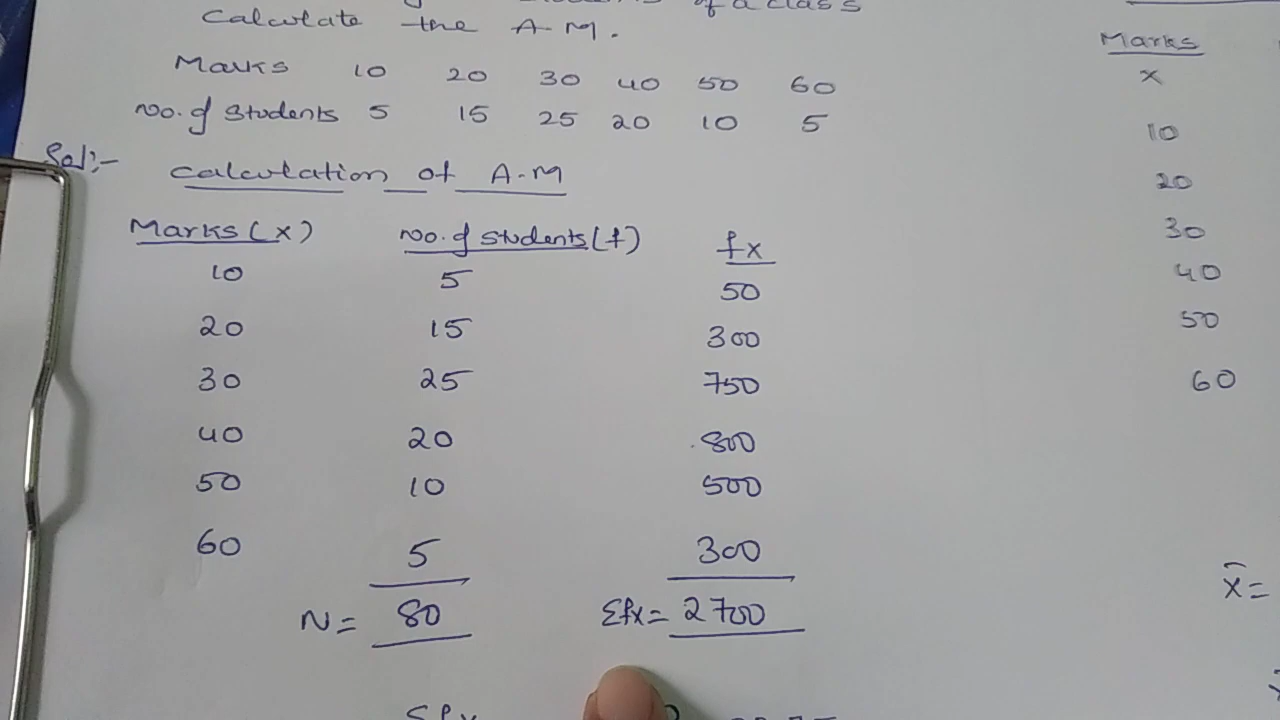 of a class
Calculate the A-M.
Marks 10 20 30 40 50 60
No. of Students 5 15 25 20 10 5
Sol:-
Calculation of A-M
Marks (x) No. of Students (f) fx
10 5 50
20 15 300
30 25 750
40 20 800
50 10 500
60 5 300
N = 80 Σfx = 2700
Marks
x
10
20
30
40
50
60
x̄ =